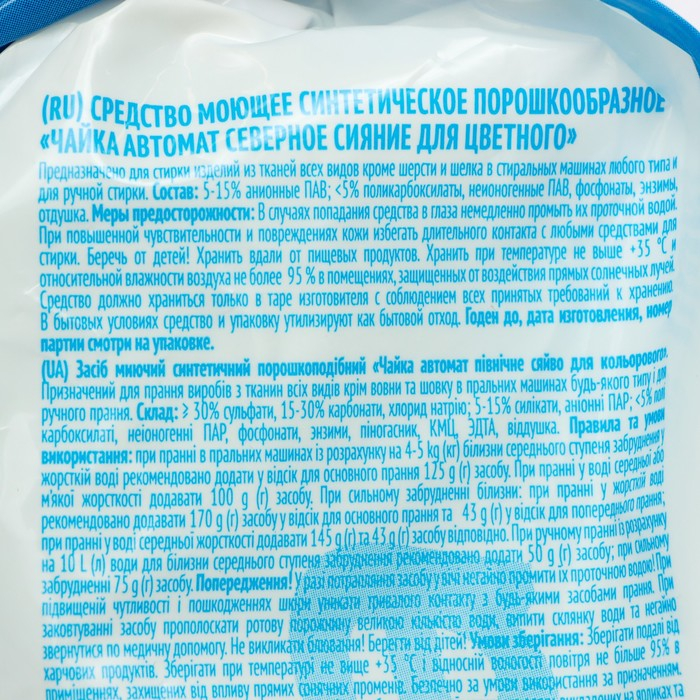 (RU) СРЕДСТВО МОЮЩЕЕ СИНТЕТИЧЕСКОЕ ПОРОШКООБРАЗНОЕ
«ЧАЙКА АВТОМАТ СЕВЕРНОЕ СИЯНИЕ ДЛЯ ЦВЕТНОГО»
Предназначено для стирки изделий из тканей всех видов кроме шерсти и шелка в стиральных машинах любого типа и
для ручной стирки. Состав: 5-15% анионные ПАВ; <5% поликарбоксилаты, неионогенные ПАВ, фосфонаты, энзимы,
отдушка. Меры предосторожности: В случаях попадания средства в глаза немедленно промыть их проточной водой.
При повышенной чувствительности и повреждениях кожи избегать длительного контакта с любыми средствами для
стирки. Беречь от детей! Хранить вдали от пищевых продуктов. Хранить при температуре не выше +35 °С и
относительной влажности воздуха не более 95 % в помещениях, защищенных от воздействия прямых солнечных лучей.
Средство должно храниться только в таре изготовителя с соблюдением всех принятых требований к хранению.
В бытовых условиях средство и упаковку утилизируют как бытовой отход. Годен до, дата изготовления, номер
партии смотри на упаковке.
(UA) Засіб миючий синтетичний порошкоподібний «Чайка автомат північне сяйво для кольорового».
Призначений для прання виробів з тканин всіх видів крім вовни та шовку в пральних машинах будь-якого типу і для
ручного прання. Склад: ≥ 30% сульфати, 15-30% карбонати, хлорид натрію; 5-15% силікати, аніонні ПАР; <5% полі
карбоксилаті, неіоногенні ПАР, фосфонати, энзими, піногасник, КМЦ, ЭДТА, віддушка. Правила та умови
використання: при пранні в пральних машинах із розрахунку на 4-5 kg (кг) білизни середнього ступеня забруднення у
жорсткій воді рекомендовано додати у відсік для основного прання 125 g (г) засобу. При пранні у воді середньої або
м'якої жорсткості додавати 100 g (г) засобу. При сильному забрудненні білизни: при пранні у жорсткій воді
рекомендовано додати 170 g (г) засобу у відсік для основного прання та 43 g (г) у відсік для попереднього прання;
при пранні у воді середньої жорсткості додавати 145 g (г) та 43 g (г) засобу відповідно. При ручному пранні із розрахунку
на 10 L (л) води для білизни середнього ступеня забруднення рекомендовано додати 50 g (г) засобу; при сильному
забрудненні 75 g (г) засобу. Попередження! У разі потрапляння засобу у вічі негайно промити їх проточною водою! При
підвищеній чутливості і пошкодженнях шкіри уникати тривалого контакту з будь-якими засобами прання. При
заковтуванні засобу прополоскати ротову порожнину великою кількістю води, випити склянку води та негайно
звернутися по медичну допомогу. Не викликати блювання! Берегти від дітей! Умови зберігання: Зберігати подалі від
харчових продуктів. Зберігати при температурі не вище +35 °С і відносній вологості повітря не більше 95% в
приміщеннях, захищених від впливу прямих сонячних променів. Безпечно за умови використання за призначенням.